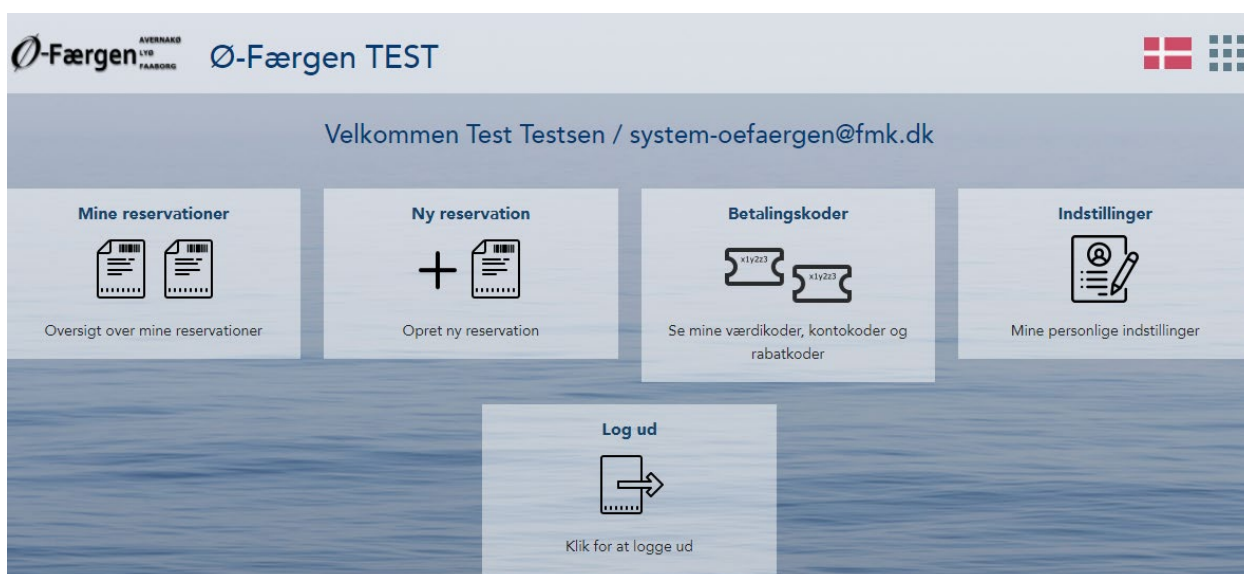 Ø-Færgen
AVERNAKØ
LYØ
FAABORG
Ø-Færgen TEST
Velkommen Test Testsen / system-oefaergen@fmk.dk
Mine reservationer
Oversigt over mine reservationer
Ny reservation
Opret ny reservation
Betalingskoder
x1y2z3
x1y2z3
Se mine værdikoder, kontokoder og
rabatkoder
Indstillinger
Mine personlige indstillinger
Log ud
Klik for at logge ud